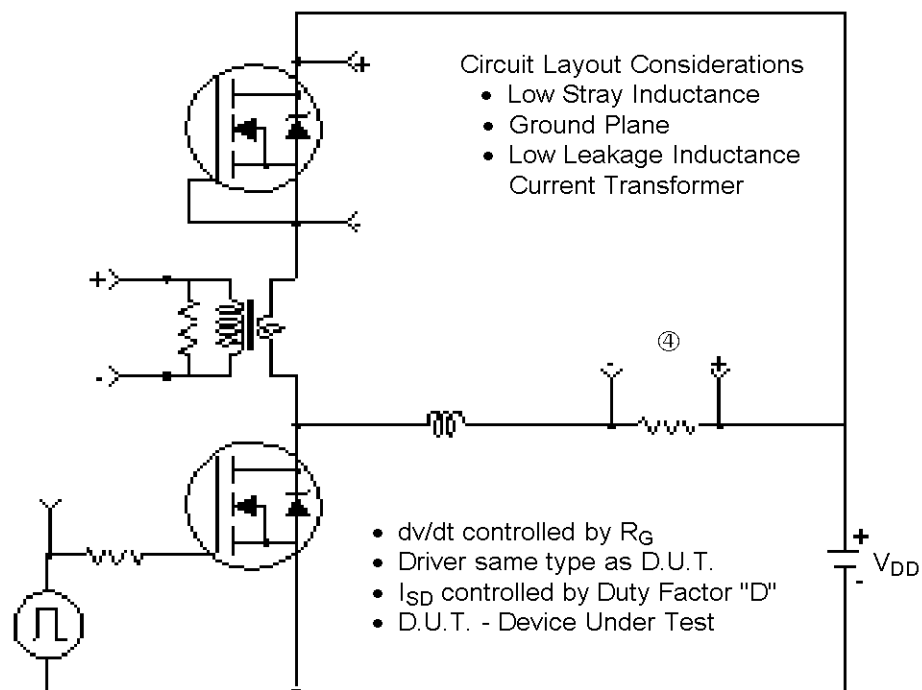 +
Circuit Layout Considerations
• Low Stray Inductance
• Ground Plane
• Low Leakage Inductance
Current Transformer
-
+
-
④
- +
• dv/dt controlled by RG
• Driver same type as D.U.T.
• ISD controlled by Duty Factor "D"
• D.U.T. - Device Under Test
+
VDD
-